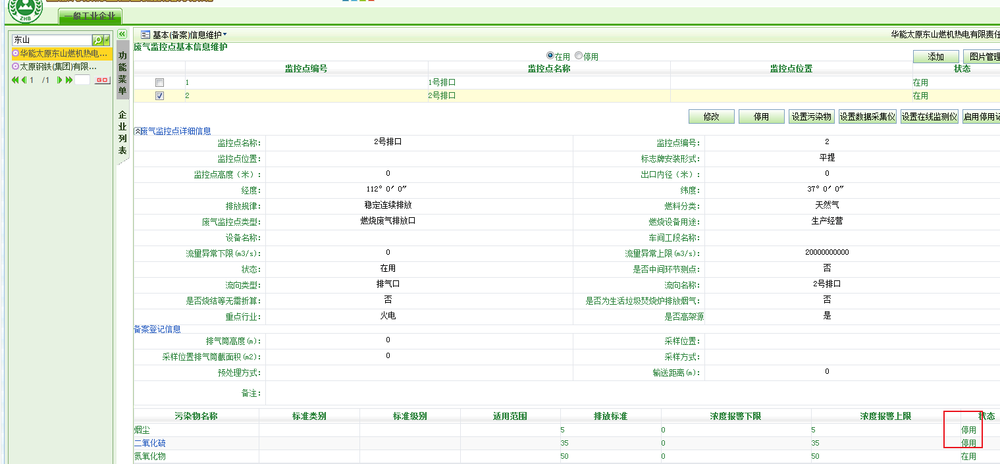 ZHB
一般工业企业
东山
华能太原东山燃机热电...
太原钢铁(集团)有限...
1 /1 GO
功能菜单
企业列表
基本(备案)信息维护 华能太原东山燃机热电有限责任
废气监控点基本信息维护
在用 停用
添加 图片管理
监控点编号 监控点名称 监控点位置 状态
1 1号排口 在用
2 2号排口 在用
修改 停用 设置污染物 设置数据采集仪 设置在线监测仪 启用停用记
废气监控点详细信息
监控点名称: 2号排口 监控点编号: 2
监控点位置: 标志牌安装形式: 平提
监控点高度（米）: 0 出口内径（米）: 0
经度: 112° 0′ 0″ 纬度: 37° 0′ 0″
排放规律: 稳定连续排放 燃料分类: 天然气
废气监控点类型: 燃烧废气排放口 燃烧设备用途: 生产经营
设备名称: 车间工段名称:
流量异常下限(m3/s): 0 流量异常上限(m3/s): 20000000000
状态: 在用 是否中间环节测点: 否
流向类型: 排气口 流向名称: 2号排口
是否烧结等无需折算: 否 是否为生活垃圾焚烧炉排放烟气: 否
重点行业: 火电 是否高架源 是
备案登记信息
排气筒高度(m): 0 采样位置:
采样位置排气筒截面积(m2): 0 采样方式:
预处理方式: 输送距离(m): 0
备注:
污染物名称 标准类别 标准级别 适用范围 排放标准 浓度报警下限 浓度报警上限 状态
烟尘 5 0 5 停用
二氧化硫 35 0 35 停用
氮氧化物 50 0 50 在用